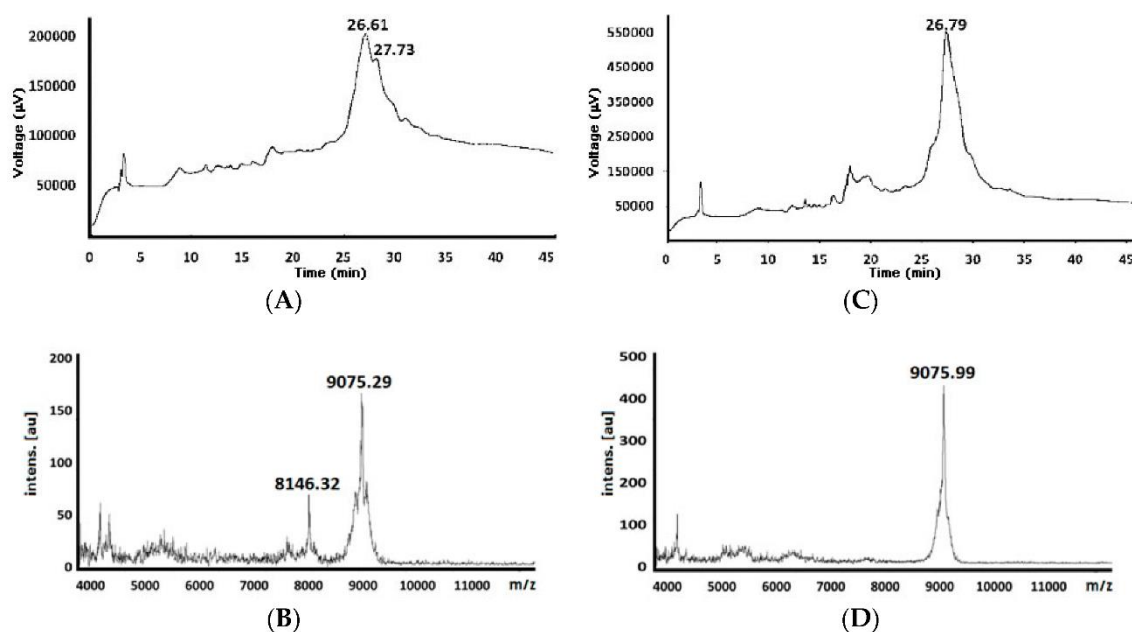 26.61
27.73
200000
150000
100000
50000
Voltage (µV)
0 5 10 15 20 25 30 35 40 45
Time (min)
(A)
26.79
550000
450000
350000
250000
150000
50000
Voltage (µV)
0 5 10 15 20 25 30 35 40 45
Time (min)
(C)
200
150
100
50
0
intens. [au]
9075.29
8146.32
4000 5000 6000 7000 8000 9000 10000 11000 m/z
(B)
500
400
300
200
100
0
intens. [au]
9075.99
4000 5000 6000 7000 8000 9000 10000 11000 m/z
(D)